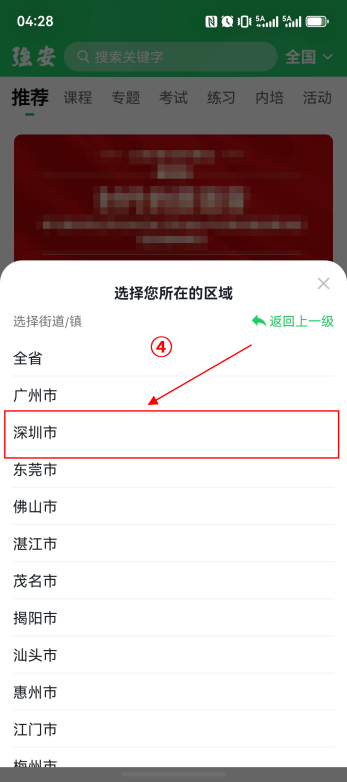 04:28
強安 搜索关键字 全国
推荐 课程 专题 考试 练习 内培 活动
选择您所在的区域
选择街道/镇 返回上一级
④
全省
广州市
深圳市
东莞市
佛山市
湛江市
茂名市
揭阳市
汕头市
惠州市
江门市
梅州市